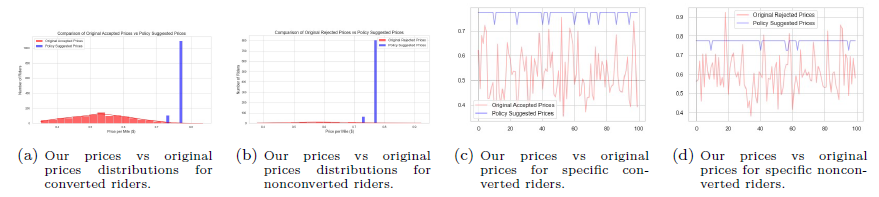 Comparison of Original Accepted Prices vs Policy Suggested Prices
Original Accepted Prices
Policy Suggested Prices
Number of Riders
Price per Mile ($)
Comparison of Original Rejected Prices vs Policy Suggested Prices
Original Rejected Prices
Policy Suggested Prices
Number of Riders
Price per Mile ($)
0.7
0.6
0.5
0.4
Original Accepted Prices
Policy Suggested Prices
0 20 40 60 80 100
0.9
0.8
0.7
0.6
0.5
0.4
Original Rejected Prices
Policy Suggested Prices
0 20 40 60 80 100
(a) Our prices vs original
prices distributions for
converted riders.
(b) Our prices vs original
prices distributions for
nonconverted riders.
(c) Our prices vs original
prices for specific con-
verted riders.
(d) Our prices vs original
prices for specific noncon-
verted riders.